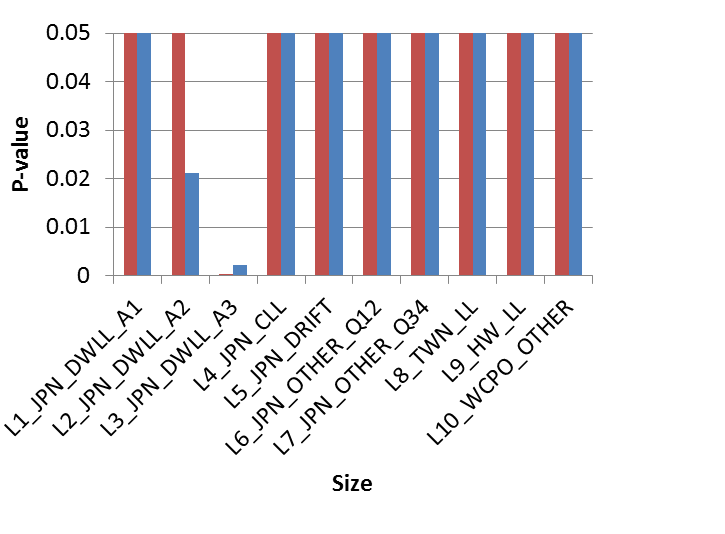 0.05
0.04
0.03
0.02
0.01
0
P-value
L1_JPN_DWLL_A1
L2_JPN_DWLL_A2
L3_JPN_DWLL_A3
L4_JPN_CLL
L5_JPN_DRIFT
L6_JPN_OTHER_Q12
L7_JPN_OTHER_Q34
L8_TWN_LL
L9_HW_LL
L10_WCPO_OTHER
Size